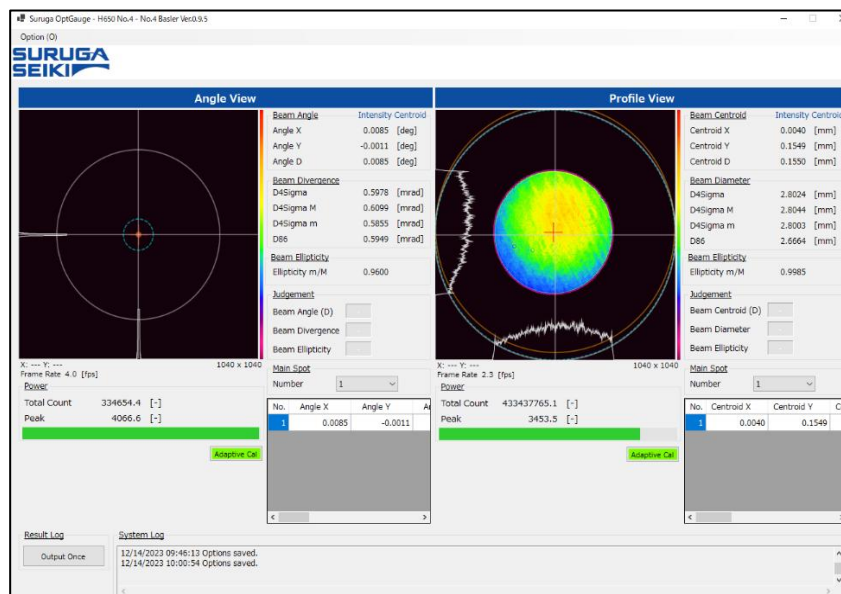 Suruga OptGauge - H650 No.4 - No.4 Basler Ver.0.9.5
Option (O)
SURUGA
SEIKI
Angle View
Beam Angle Intensity Centroid
Angle X 0.0085 [deg]
Angle Y -0.0011 [deg]
Angle D 0.0085 [deg]
Beam Divergence
D4Sigma 0.5978 [mrad]
D4Sigma M 0.6099 [mrad]
D4Sigma m 0.5855 [mrad]
D86 0.5949 [mrad]
Beam Ellipticity
Ellipticity m/M 0.9600
Judgement
Beam Angle (D)
Beam Divergence
Beam Ellipticity
X: --- Y: --- 1040 x 1040
Frame Rate 4.0 [fps]
Power
Total Count 334654.4 [-]
Peak 4066.6 [-]
Adaptive Cal
Main Spot
Number 1
No. Angle X Angle Y
1 0.0085 -0.0011
Profile View
Beam Centroid Intensity Centroid
Centroid X 0.0040 [mm]
Centroid Y 0.1549 [mm]
Centroid D 0.1550 [mm]
Beam Diameter
D4Sigma 2.8024 [mm]
D4Sigma M 2.8044 [mm]
D4Sigma m 2.8003 [mm]
D86 2.6664 [mm]
Beam Ellipticity
Ellipticity m/M 0.9985
Judgement
Beam Centroid (D)
Beam Diameter
Beam Ellipticity
X: --- Y: --- 1040 x 1040
Frame Rate 2.3 [fps]
Power
Total Count 433437765.1 [-]
Peak 3453.5 [-]
Adaptive Cal
Main Spot
Number 1
No. Centroid X Centroid Y
1 0.0040 0.1549
Result Log
Output Once
System Log
12/14/2023 09:46:13 Options saved.
12/14/2023 10:00:54 Options saved.